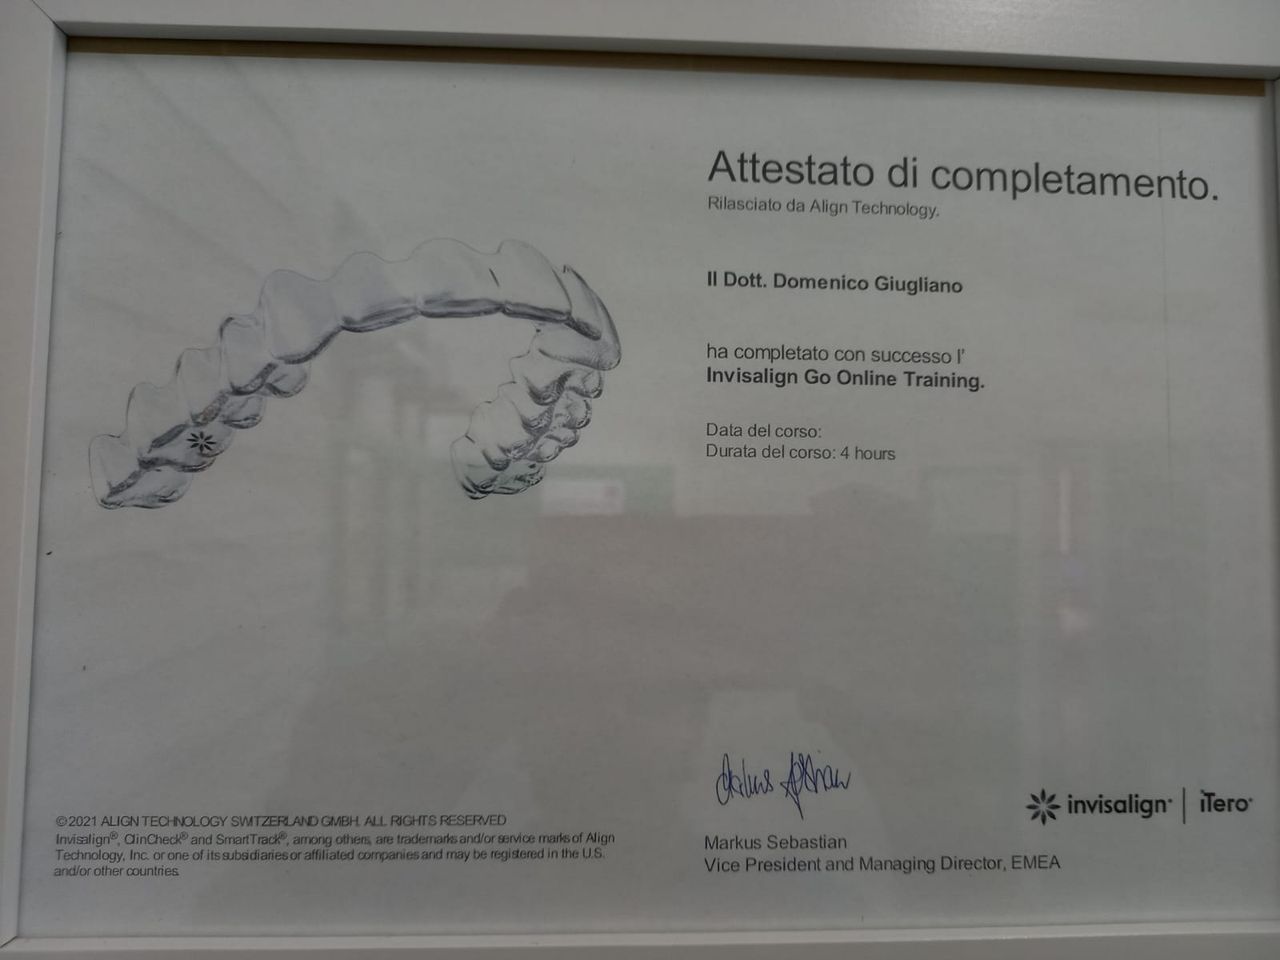 Attestato di completamento.
Rilasciato da Align Technology.
Il Dott. Domenico Giugliano
ha completato con successo l'
Invisalign Go Online Training.
Data del corso:
Durata del corso: 4 hours
Markus Sebastian
Vice President and Managing Director, EMEA
invisalign | iTero
©2021 ALIGN TECHNOLOGY SWITZERLAND GMBH. ALL RIGHTS RESERVED
Invisalign®, ClinCheck® and SmartTrack®, among others, are trademarks and/or service marks of Align
Technology, Inc. or one of its subsidiaries or affiliated companies and may be registered in the U.S.
and/or other countries.